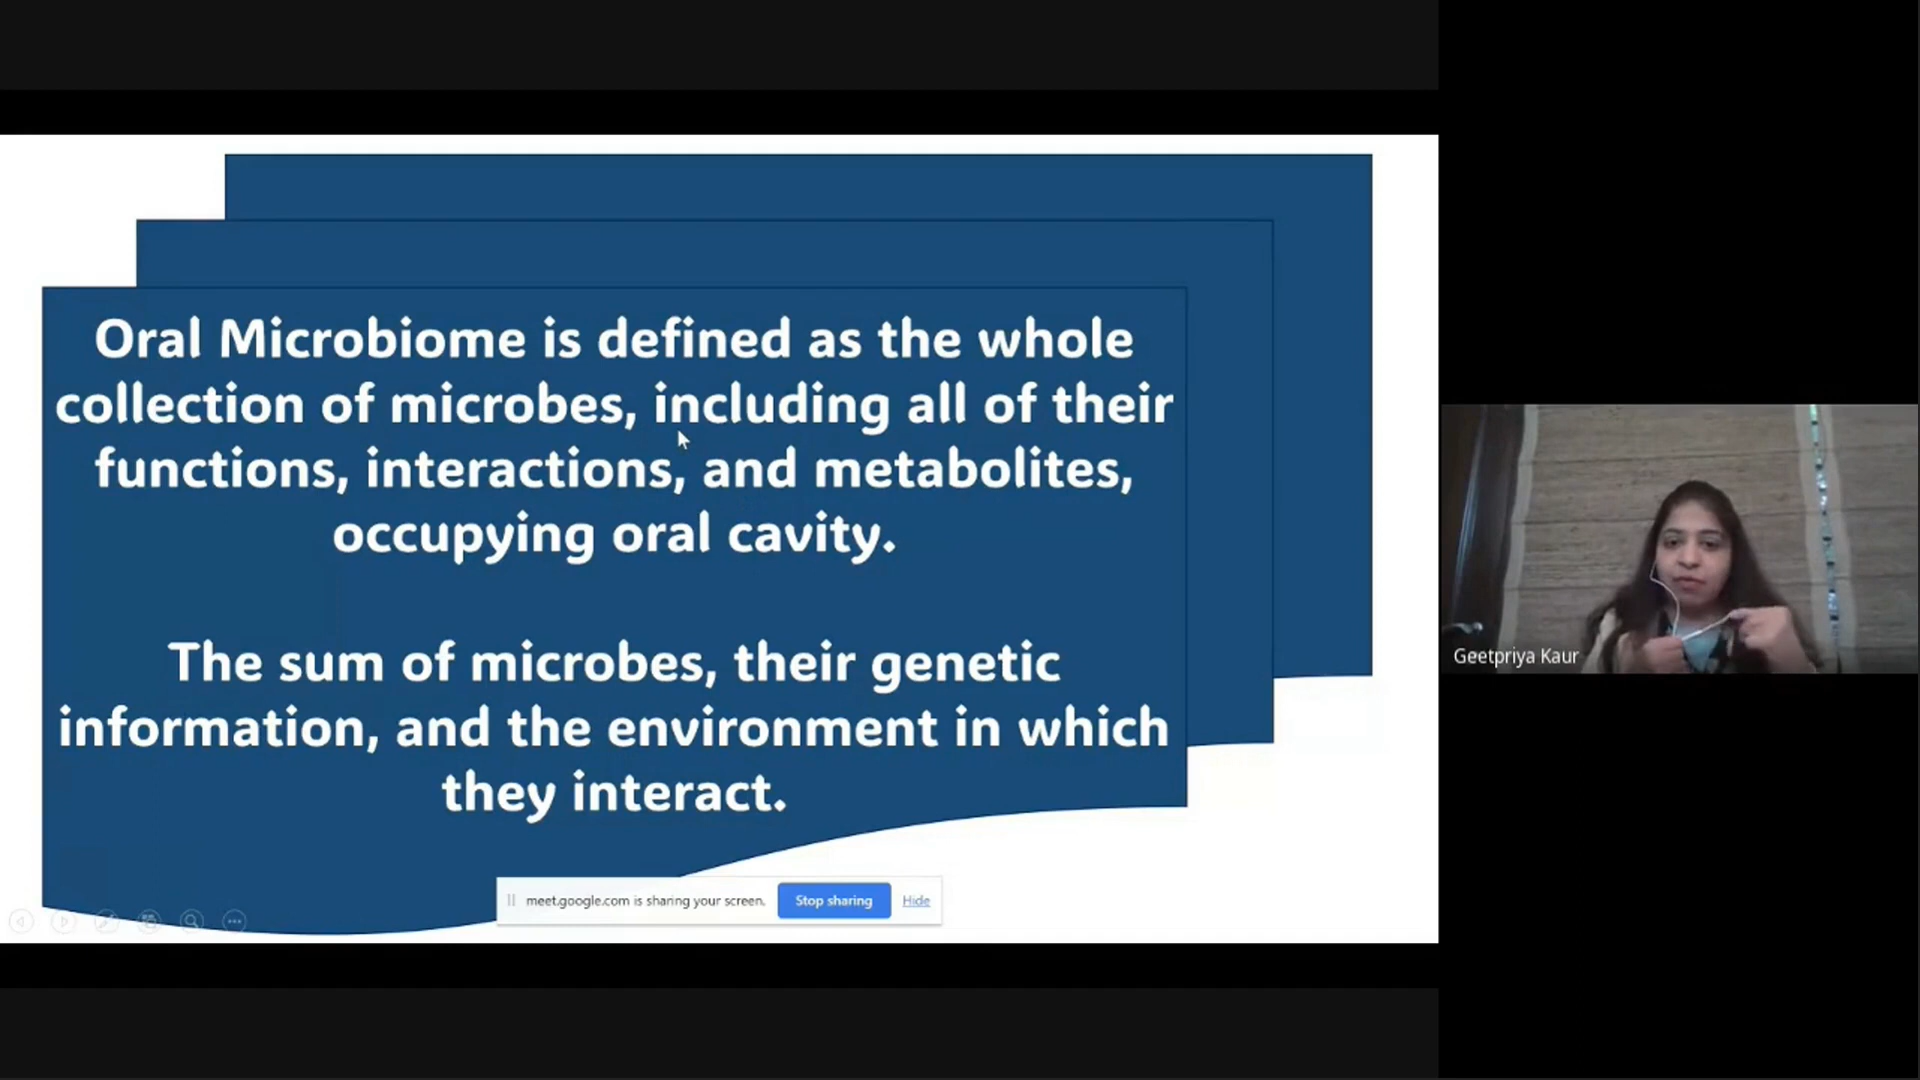 Oral Microbiome is defined as the whole
collection of microbes, including all of their
functions, interactions, and metabolites,
occupying oral cavity.
The sum of microbes, their genetic
information, and the environment in which
they interact.
meet.google.com is sharing your screen. Stop sharing Hide
Geetpriya Kaur